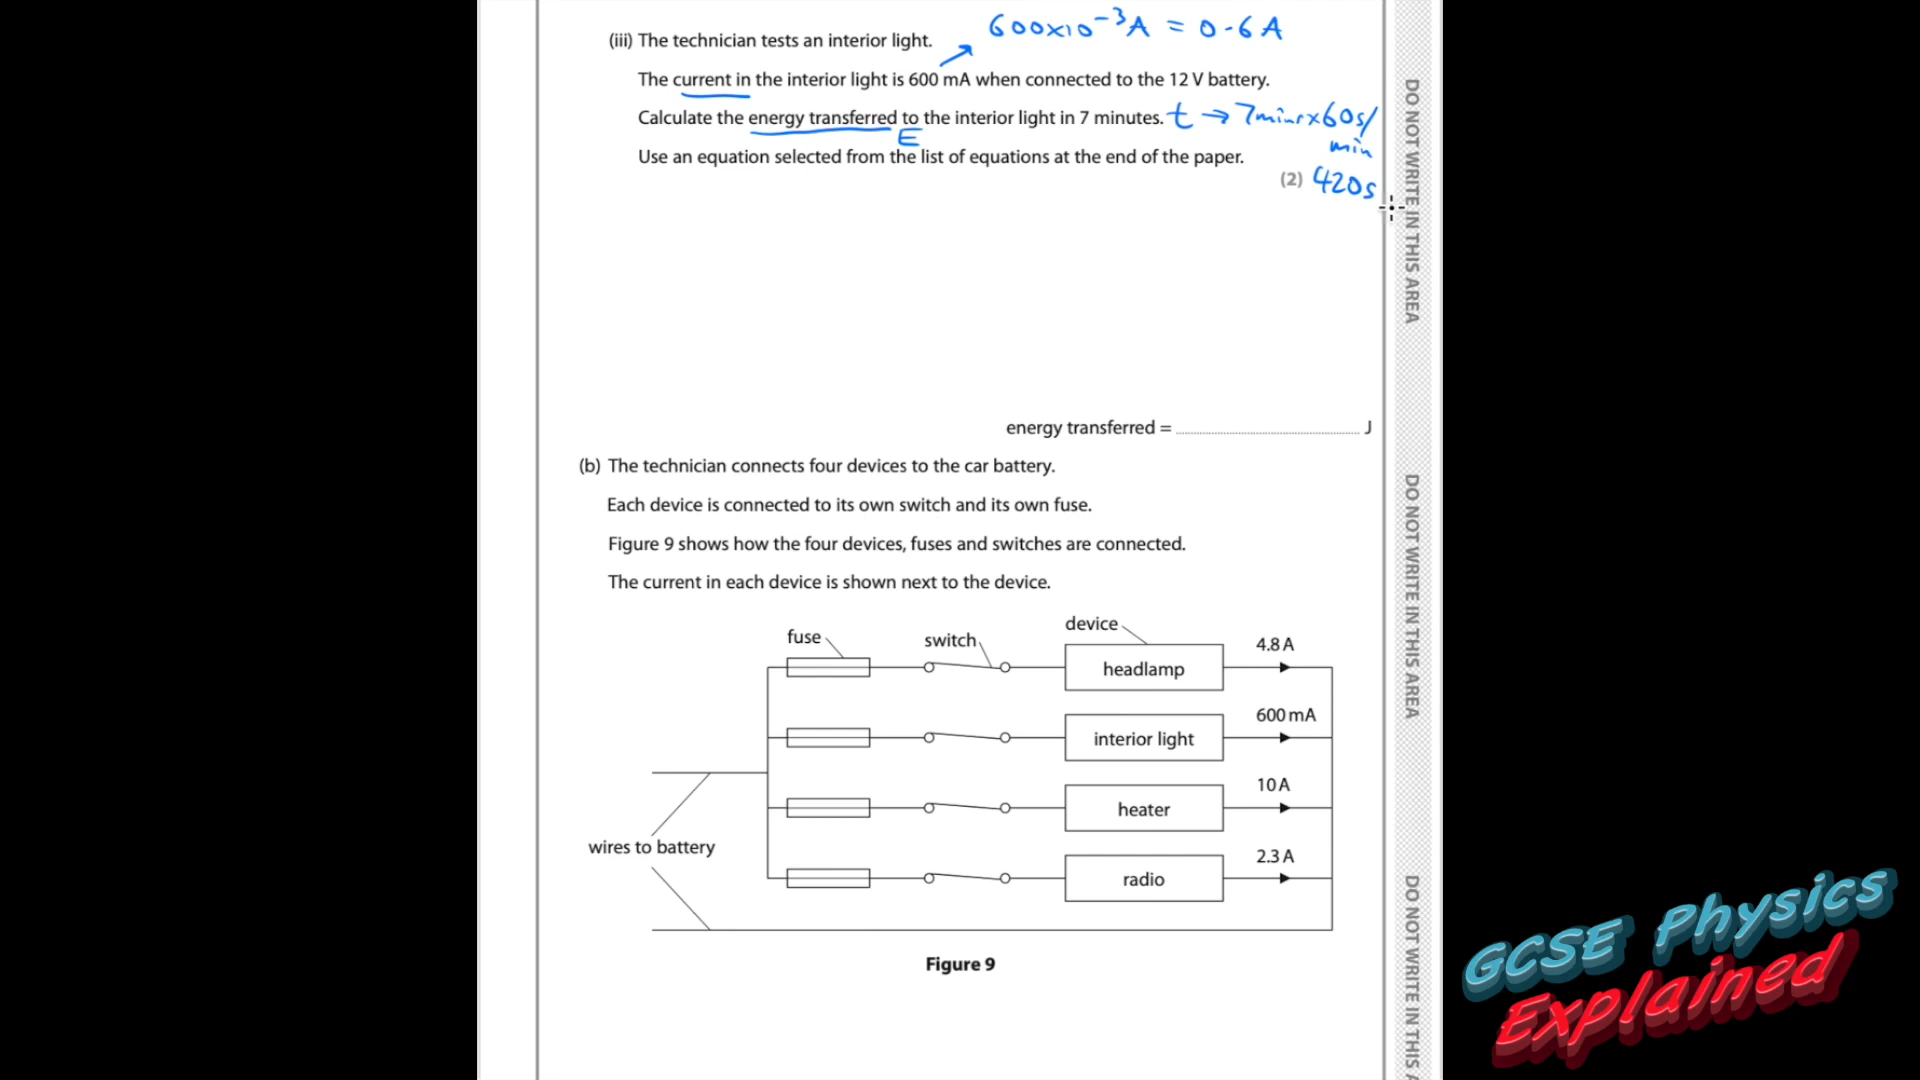 600x10⁻³A = 0.6A
(iii) The technician tests an interior light.
The current in the interior light is 600 mA when connected to the 12 V battery.
Calculate the energy transferred to the interior light in 7 minutes. t → 7mins x 60s/
min
E
Use an equation selected from the list of equations at the end of the paper.
(2) 420s
energy transferred = ............................................ J
(b) The technician connects four devices to the car battery.
Each device is connected to its own switch and its own fuse.
Figure 9 shows how the four devices, fuses and switches are connected.
The current in each device is shown next to the device.
fuse
switch
device
4.8 A
headlamp
600 mA
interior light
10 A
heater
wires to battery
2.3 A
radio
Figure 9
DO NOT WRITE IN THIS AREA
DO NOT WRITE IN THIS AREA
DO NOT WRITE IN THIS A
GCSE Physics
Explained